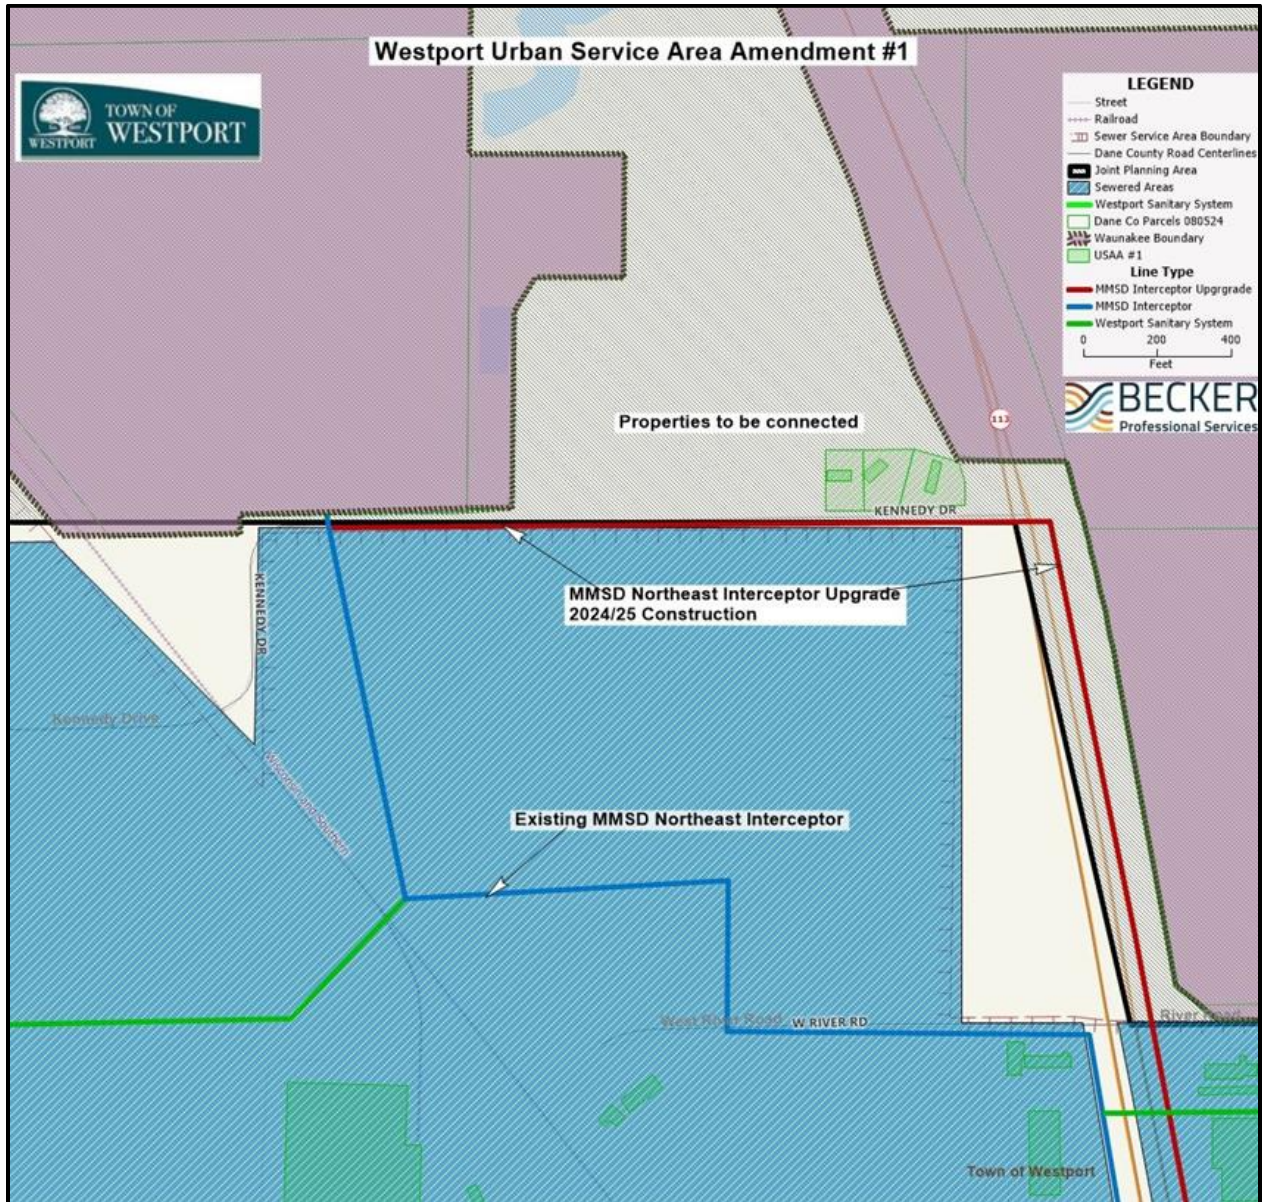 Westport Urban Service Area Amendment #1
TOWN OF
WESTPORT
WESTPORT
LEGEND
Street
Railroad
Sewer Service Area Boundary
Dane County Road Centerlines
Joint Planning Area
Sewered Areas
Westport Sanitary System
Dane Co Parcels 080524
Waunakee Boundary
USAA #1
Line Type
MMSD Interceptor Upgrgrade
MMSD Interceptor
Westport Sanitary System
0 200 400
Feet
BECKER
Professional Services
113
Properties to be connected
KENNEDY DR
MMSD Northeast Interceptor Upgrade
2024/25 Construction
KENNEDY DR
Kennedy Drive
Wisconsin and Southern
Existing MMSD Northeast Interceptor
West River Road
W RIVER RD
River Road
Town of Westport